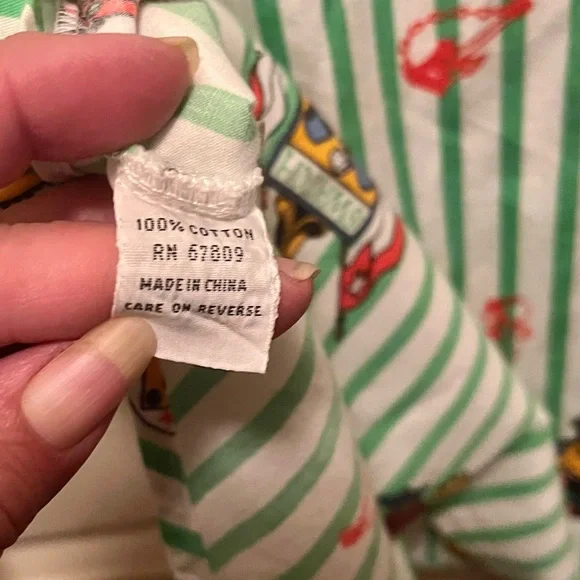 100% COTTON
RN 67809
MADE IN CHINA
CARE ON REVERSE